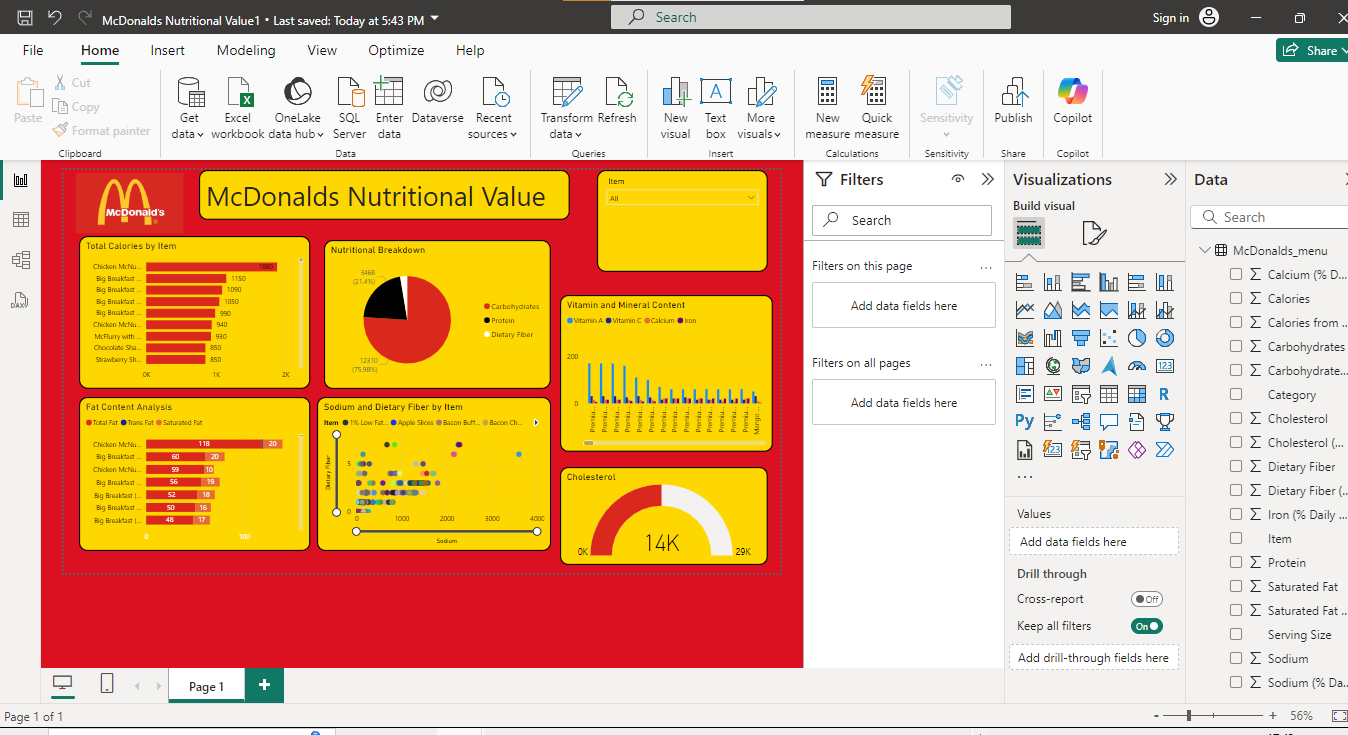 McDonalds Nutritional Value1 • Last saved: Today at 5:43 PM
Search
Sign in
File Home Insert Modeling View Optimize Help
Share
Paste
Cut
Copy
Format painter
Clipboard
Get data
Excel workbook
OneLake data hub
SQL Server
Enter data
Dataverse
Recent sources
Data
Transform data
Refresh
Queries
New visual
Text box
More visuals
Insert
New measure
Quick measure
Calculations
Sensitivity
Sensitivity
Publish
Share
Copilot
Copilot
DAX
McDonald's
McDonalds Nutritional Value
Item
All
Total Calories by Item
Chicken McNu... 1880
Big Breakfast ... 1150
Big Breakfast ... 1090
Big Breakfast ... 1050
Big Breakfast ... 990
Chicken McNu... 940
McFlurry with ... 930
Chocolate Sha... 850
Strawberry Sh... 850
0K 1K 2K
Nutritional Breakdown
3468
(21.4%)
12310
(75.98%)
Carbohydrates
Protein
Dietary Fiber
Vitamin and Mineral Content
Vitamin A Vitamin C Calcium Iron
200
0
Premiu...
Premiu...
Premiu...
Premiu...
Premiu...
Premiu...
Premiu...
Premiu...
Premiu...
Premiu...
Premiu...
Premiu...
Premiu...
Premiu...
Mango ...
Fat Content Analysis
Total Fat Trans Fat Saturated Fat
Chicken McNu... 118 20
Big Breakfast ... 60 20
Chicken McNu... 59 10
Big Breakfast ... 56 19
Big Breakfast (... 52 18
Big Breakfast ... 50 16
Big Breakfast (... 48 17
0 100
Sodium and Dietary Fiber by Item
Item 1% Low Fat... Apple Slices Bacon Buff... Bacon Ch...
Dietary Fiber
5
0
0 1000 2000 3000 4000
Sodium
Cholesterol
0K 14K 29K
Filters
Search
Filters on this page ...
Add data fields here
Filters on all pages ...
Add data fields here
Visualizations
Build visual
123
R
Py
...
Values
Add data fields here
Drill through
Cross-report Off
Keep all filters On
Add drill-through fields here
Data
Search
McDonalds_menu
Calcium (% D...
Calories
Calories from ...
Carbohydrates
Carbohydrate...
Category
Cholesterol
Cholesterol (...
Dietary Fiber
Dietary Fiber (...
Iron (% Daily ...
Item
Protein
Saturated Fat
Saturated Fat ...
Serving Size
Sodium
Sodium (% Da...
Page 1
+
Page 1 of 1
- + 56%